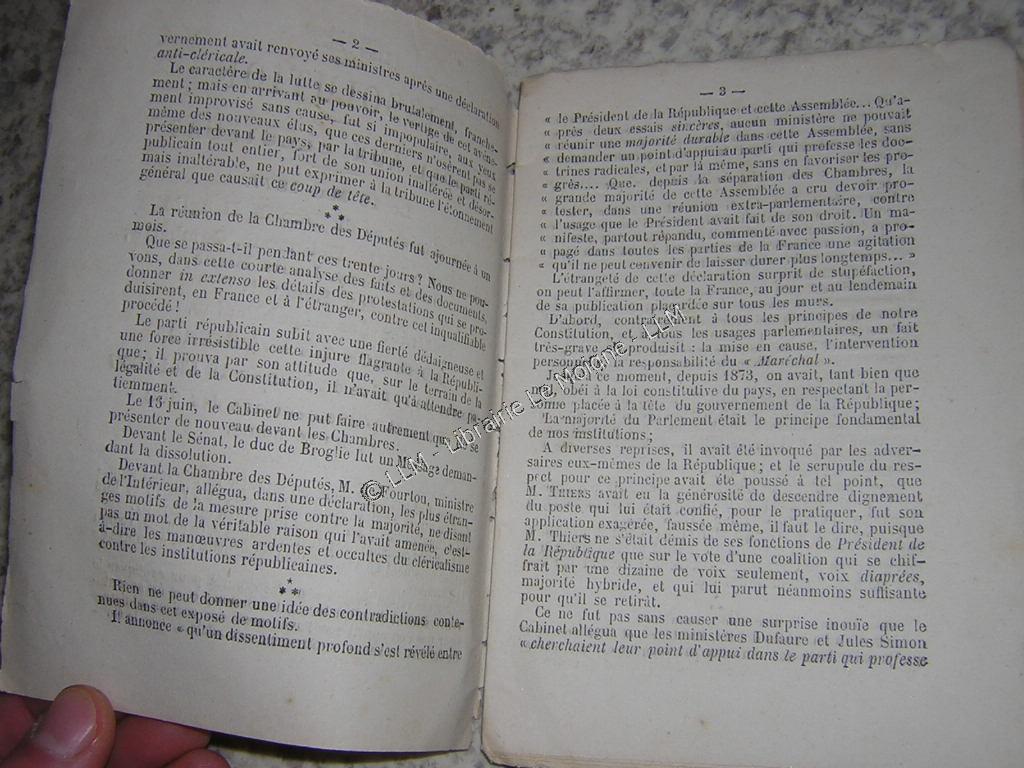 — 2 —
vernement avait renvoyé ses ministres après une déclaration
anti-cléricale.
Le caractère de la lutte se dessina brutalement, franche-
ment ; mais en arrivant au pouvoir, le vertige de cet avène-
ment improvisé sans cause, fut si impopulaire, aux yeux
même des nouveaux élus, que ces derniers n'osèrent pas se
présenter devant le pays, par la tribune, et que le parti ré-
publicain tout entier, fort de son union inaltérée et désor-
mais inaltérable, ne put exprimer à la tribune l'étonnement
général que causait ce coup de tête.
* * *
La réunion de la Chambre des Députés fut ajournée à un
mois.
Que se passa-t-il pendant ces trente jours ? Nous ne pou-
vons, dans cette courte analyse des faits et des documents,
donner in extenso les détails des protestations qui se pro-
duisirent, en France et à l'étranger, contre cet inqualifiable
procédé !
Le parti républicain subit avec une fierté dédaigneuse et
une force irrésistible cette injure flagrante à la Républi-
que ; il prouva par son attitude que, sur le terrain de la
légalité et de la Constitution, il n'avait qu'à attendre pa-
tiemment.
Le 16 juin, le Cabinet ne put faire autrement que de se
présenter de nouveau devant les Chambres.
Devant le Sénat, le duc de Broglie lut un Message deman-
dant la dissolution.
Devant la Chambre des Députés, M. de Fourtou, ministre
de l'Intérieur, allégua, dans une déclaration, les plus étran-
ges motifs de la mesure prise contre la majorité, ne disant
pas un mot de la véritable raison qui l'avait amenée, c'est-
à-dire les manœuvres ardentes et occultes du cléricalisme
contre les institutions républicaines.
* * *
Rien ne peut donner une idée des contradictions conte-
nues dans cet exposé de motifs.
Il annonce « qu'un dissentiment profond s'est révélé entre
— 3 —
« le Président de la République et cette Assemblée... Qu'a-
« près deux essais sincères, aucun ministère ne pouvait
« réunir une majorité durable dans cette Assemblée, sans
« demander un point d'appui au parti qui professe les doc-
« trines radicales, et par là même, sans en favoriser les pro-
« grès.... Que. depuis la séparation des Chambres, la
« grande majorité de cette Assemblée a cru devoir pro-
« tester, dans une réunion extra-parlementaire, contre
« l'usage que le Président avait fait de son droit. Un ma-
« nifeste, partout répandu, commenté avec passion, a pro-
« pagé dans toutes les parties de la France une agitation
« qu'il ne peut convenir de laisser durer plus longtemps... »
L'étrangeté de cette déclaration surprit de stupéfaction,
on peut l'affirmer, toute la France, au jour et au lendemain
de sa publication placardée sur tous les murs.
D'abord, contrairement à tous les principes de notre
Constitution, et à tous les usages parlementaires, un fait
très-grave se produisit : la mise en cause, l'intervention
personnelle, la responsabilité du « Maréchal ».
Jusqu'à ce moment, depuis 1873, on avait, tant bien que
mal, obéi à la loi constitutive du pays, en respectant la per-
sonne placée à la tête du gouvernement de la République ;
La majorité du Parlement était le principe fondamental
de nos institutions ;
A diverses reprises, il avait été invoqué par les adver-
saires eux-mêmes de la République ; et le scrupule du res-
pect pour ce principe avait été poussé à tel point, que
M. THIERS avait eu la générosité de descendre dignement
du poste qui lui était confié, pour le pratiquer, fut son
application exagérée, faussée même, il faut le dire, puisque
M. Thiers ne s'était démis de ses fonctions de Président de
la République que sur le vote d'une coalition qui se chif-
frait par une dizaine de voix seulement, voix diaprées,
majorité hybride, et qui lui parut néanmoins suffisante
pour qu'il se retirât.
Ce ne fut pas sans causer une surprise inouïe que le
Cabinet allégua que les ministères Dufaure et Jules Simon
« cherchaient leur point d'appui dans le parti qui professe
© LLM - Librairie Le Moigne - LLM